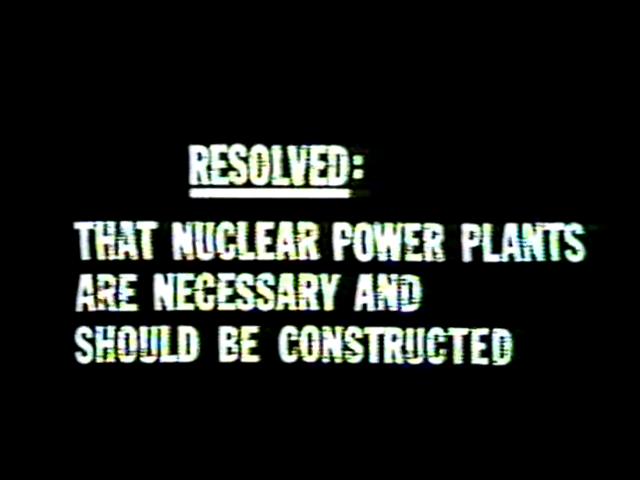 RESOLVED:
THAT NUCLEAR POWER PLANTS
ARE NECESSARY AND
SHOULD BE CONSTRUCTED